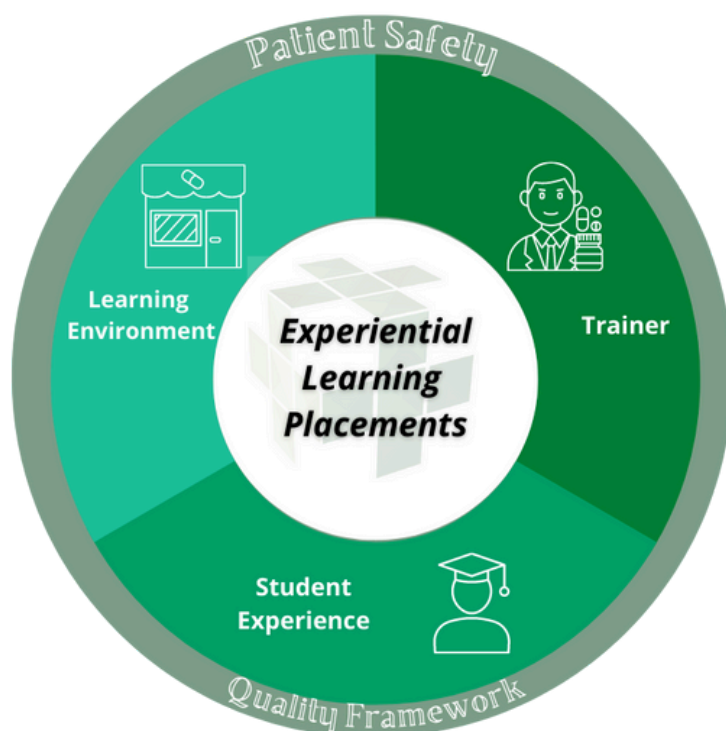 Patient Safety
Learning
Environment
Trainer
Experiential
Learning
Placements
Student
Experience
Quality Framework